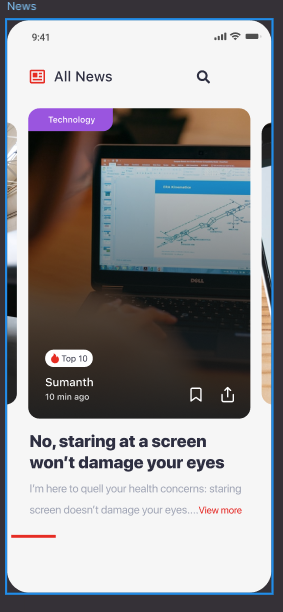 News
9:41
All News
Technology
DELL
Top 10
Sumanth
10 min ago
No, staring at a screen
won't damage your eyes
I'm here to quell your health concerns: staring
screen doesn't damage your eyes....View more